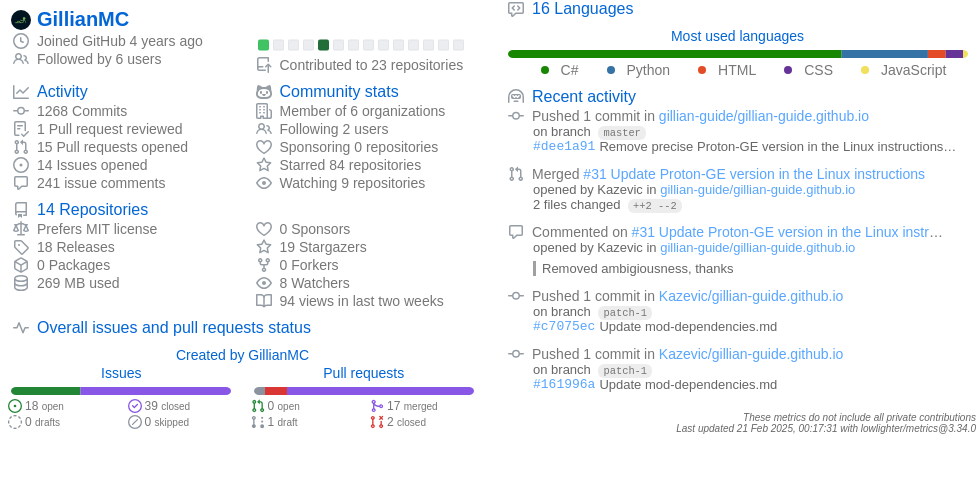 GillianMC
Joined GitHub 4 years ago
Followed by 6 users
Contributed to 23 repositories
Activity
1268 Commits
1 Pull request reviewed
15 Pull requests opened
14 Issues opened
241 issue comments
Community stats
Member of 6 organizations
Following 2 users
Sponsoring 0 repositories
Starred 84 repositories
Watching 9 repositories
14 Repositories
Prefers MIT license
18 Releases
0 Packages
269 MB used
0 Sponsors
19 Stargazers
0 Forkers
8 Watchers
94 views in last two weeks
Overall issues and pull requests status
Created by GillianMC
Issues
18 open
39 closed
0 drafts
0 skipped
Pull requests
0 open
17 merged
1 draft
2 closed
16 Languages
Most used languages
C# Python HTML CSS JavaScript
Recent activity
Pushed 1 commit in gillian-guide/gillian-guide.github.io
on branch master
#dee1a91 Remove precise Proton-GE version in the Linux instructions…
Merged #31 Update Proton-GE version in the Linux instructions
opened by Kazevic in gillian-guide/gillian-guide.github.io
2 files changed ++2 --2
Commented on #31 Update Proton-GE version in the Linux instr…
opened by Kazevic in gillian-guide/gillian-guide.github.io
Removed ambigiousness, thanks
Pushed 1 commit in Kazevic/gillian-guide.github.io
on branch patch-1
#c7075ec Update mod-dependencies.md
Pushed 1 commit in Kazevic/gillian-guide.github.io
on branch patch-1
#161996a Update mod-dependencies.md
These metrics do not include all private contributions
Last updated 21 Feb 2025, 00:17:31 with lowlighter/metrics@3.34.0